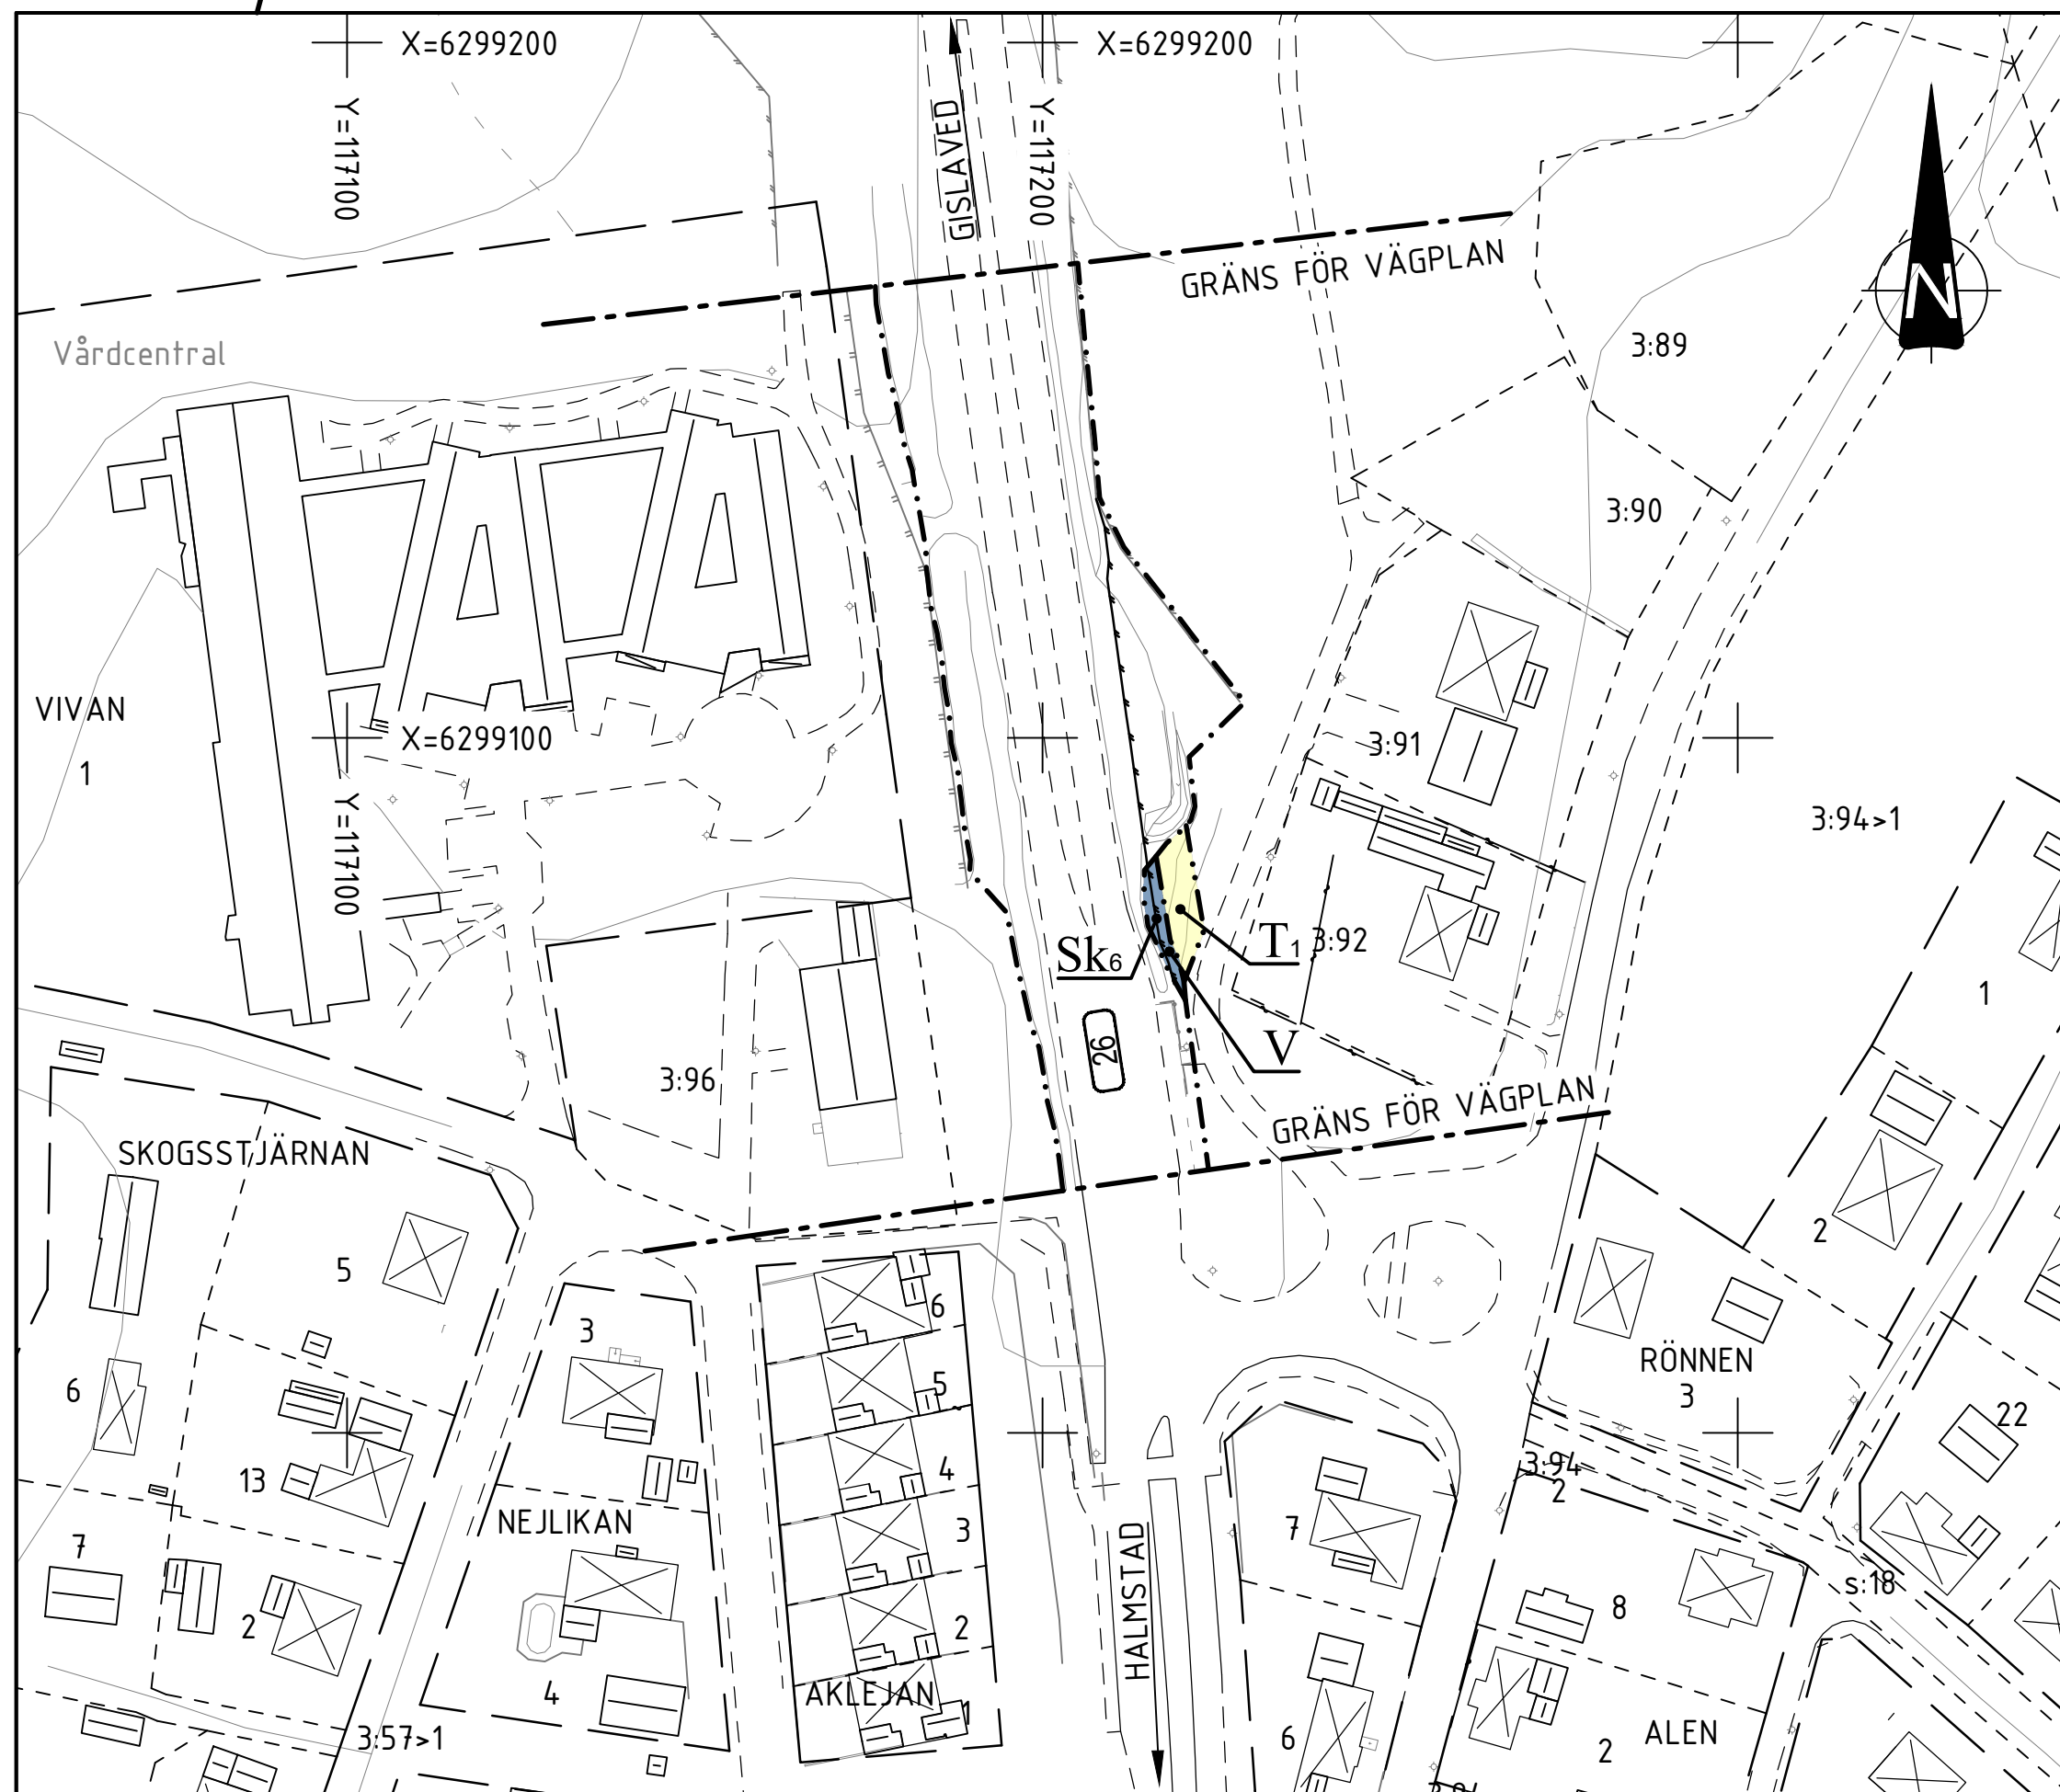 X=6299200
X=6299200
Y=117100
GISLAVED
Y=117200
GRÄNS FÖR VÄGPLAN
N
3:89
Vårdcentral
3:90
VIVAN
1
X=6299100
3:91
Y=117100
3:94>1
Sk6
T1
3:92
1
26
V
3:96
GRÄNS FÖR VÄGPLAN
SKOGSSTJÄRNAN
2
5
6
3
RÖNNEN
3
6
5
22
13
4
3:94
2
NEJLIKAN
3
7
7
HALMSTAD
s:18
8
2
2
4
AKLEJAN
1
3:57>1
6
ALEN
2